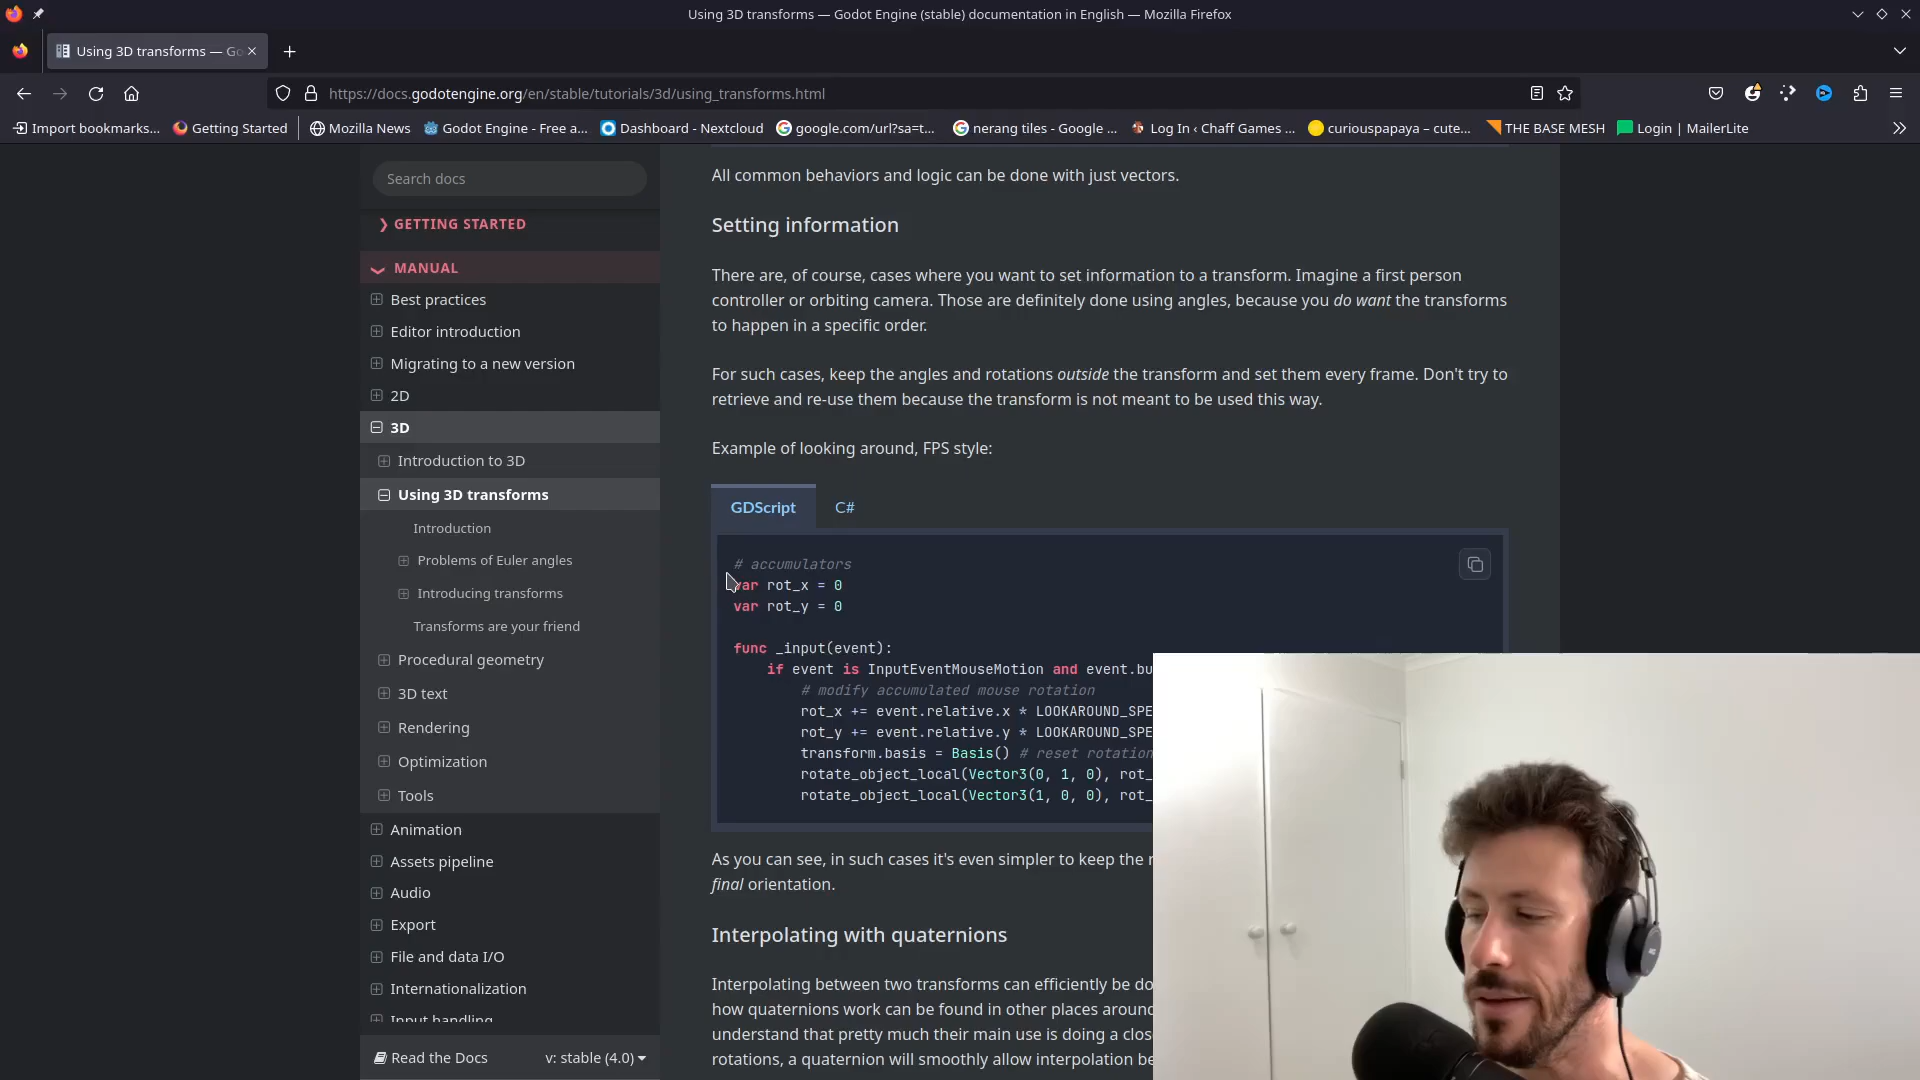 Using 3D transforms — Godot Engine (stable) documentation in English — Mozilla Firefox
Using 3D transforms — Go
https://docs.godotengine.org/en/stable/tutorials/3d/using_transforms.html
Import bookmarks...
Getting Started
Mozilla News
Godot Engine - Free a...
Dashboard - Nextcloud
google.com/url?sa=t...
nerang tiles - Google ...
Log In ‹ Chaff Games ...
curiouspapaya – cute...
THE BASE MESH
Login | MailerLite
Search docs
GETTING STARTED
MANUAL
Best practices
Editor introduction
Migrating to a new version
2D
3D
Introduction to 3D
Using 3D transforms
Introduction
Problems of Euler angles
Introducing transforms
Transforms are your friend
Procedural geometry
3D text
Rendering
Optimization
Tools
Animation
Assets pipeline
Audio
Export
File and data I/O
Internationalization
Input handling
Read the Docs
v: stable (4.0)
All common behaviors and logic can be done with just vectors.
Setting information
There are, of course, cases where you want to set information to a transform. Imagine a first person
controller or orbiting camera. Those are definitely done using angles, because you do want the transforms
to happen in a specific order.
For such cases, keep the angles and rotations outside the transform and set them every frame. Don't try to
retrieve and re-use them because the transform is not meant to be used this way.
Example of looking around, FPS style:
GDScript
C#
# accumulators
var rot_x = 0
var rot_y = 0
func _input(event):
if event is InputEventMouseMotion and event.bu
# modify accumulated mouse rotation
rot_x += event.relative.x * LOOKAROUND_SPE
rot_y += event.relative.y * LOOKAROUND_SPE
transform.basis = Basis() # reset rotation
rotate_object_local(Vector3(0, 1, 0), rot_
rotate_object_local(Vector3(1, 0, 0), rot_
As you can see, in such cases it's even simpler to keep the r
final orientation.
Interpolating with quaternions
Interpolating between two transforms can efficiently be do
how quaternions work can be found in other places around
understand that pretty much their main use is doing a clos
rotations, a quaternion will smoothly allow interpolation be